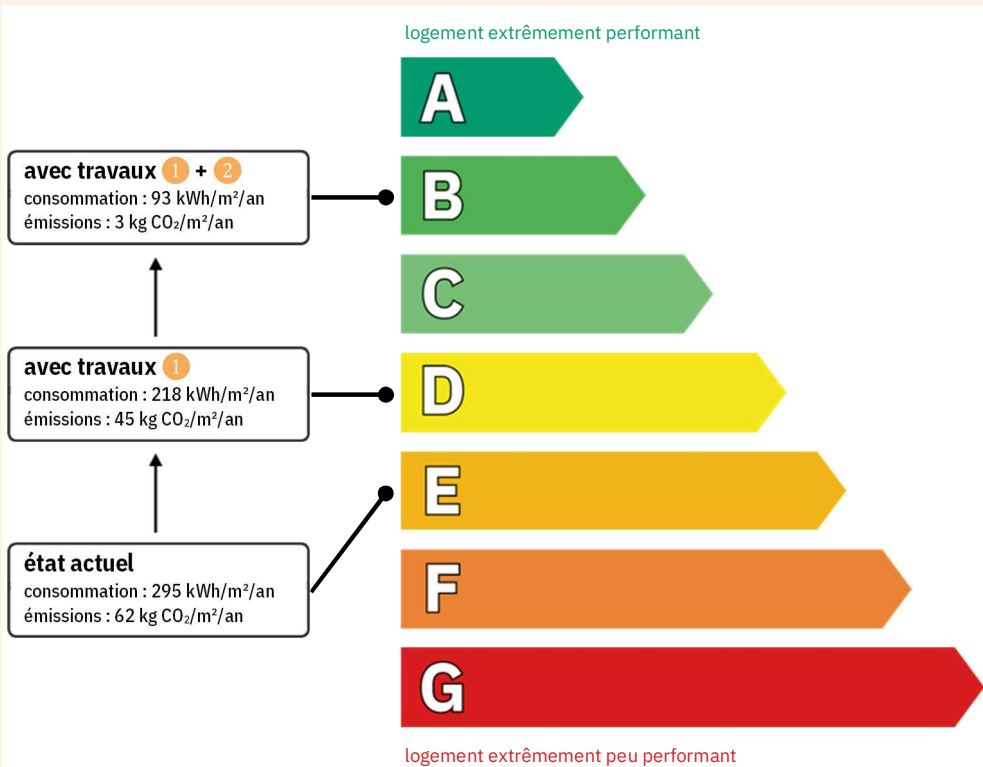 logement extrêmement performant
A
avec travaux 1 + 2
consommation : 93 kWh/m²/an
émissions : 3 kg CO₂/m²/an
B
C
avec travaux 1
consommation : 218 kWh/m²/an
émissions : 45 kg CO₂/m²/an
D
E
état actuel
consommation : 295 kWh/m²/an
émissions : 62 kg CO₂/m²/an
F
G
logement extrêmement peu performant